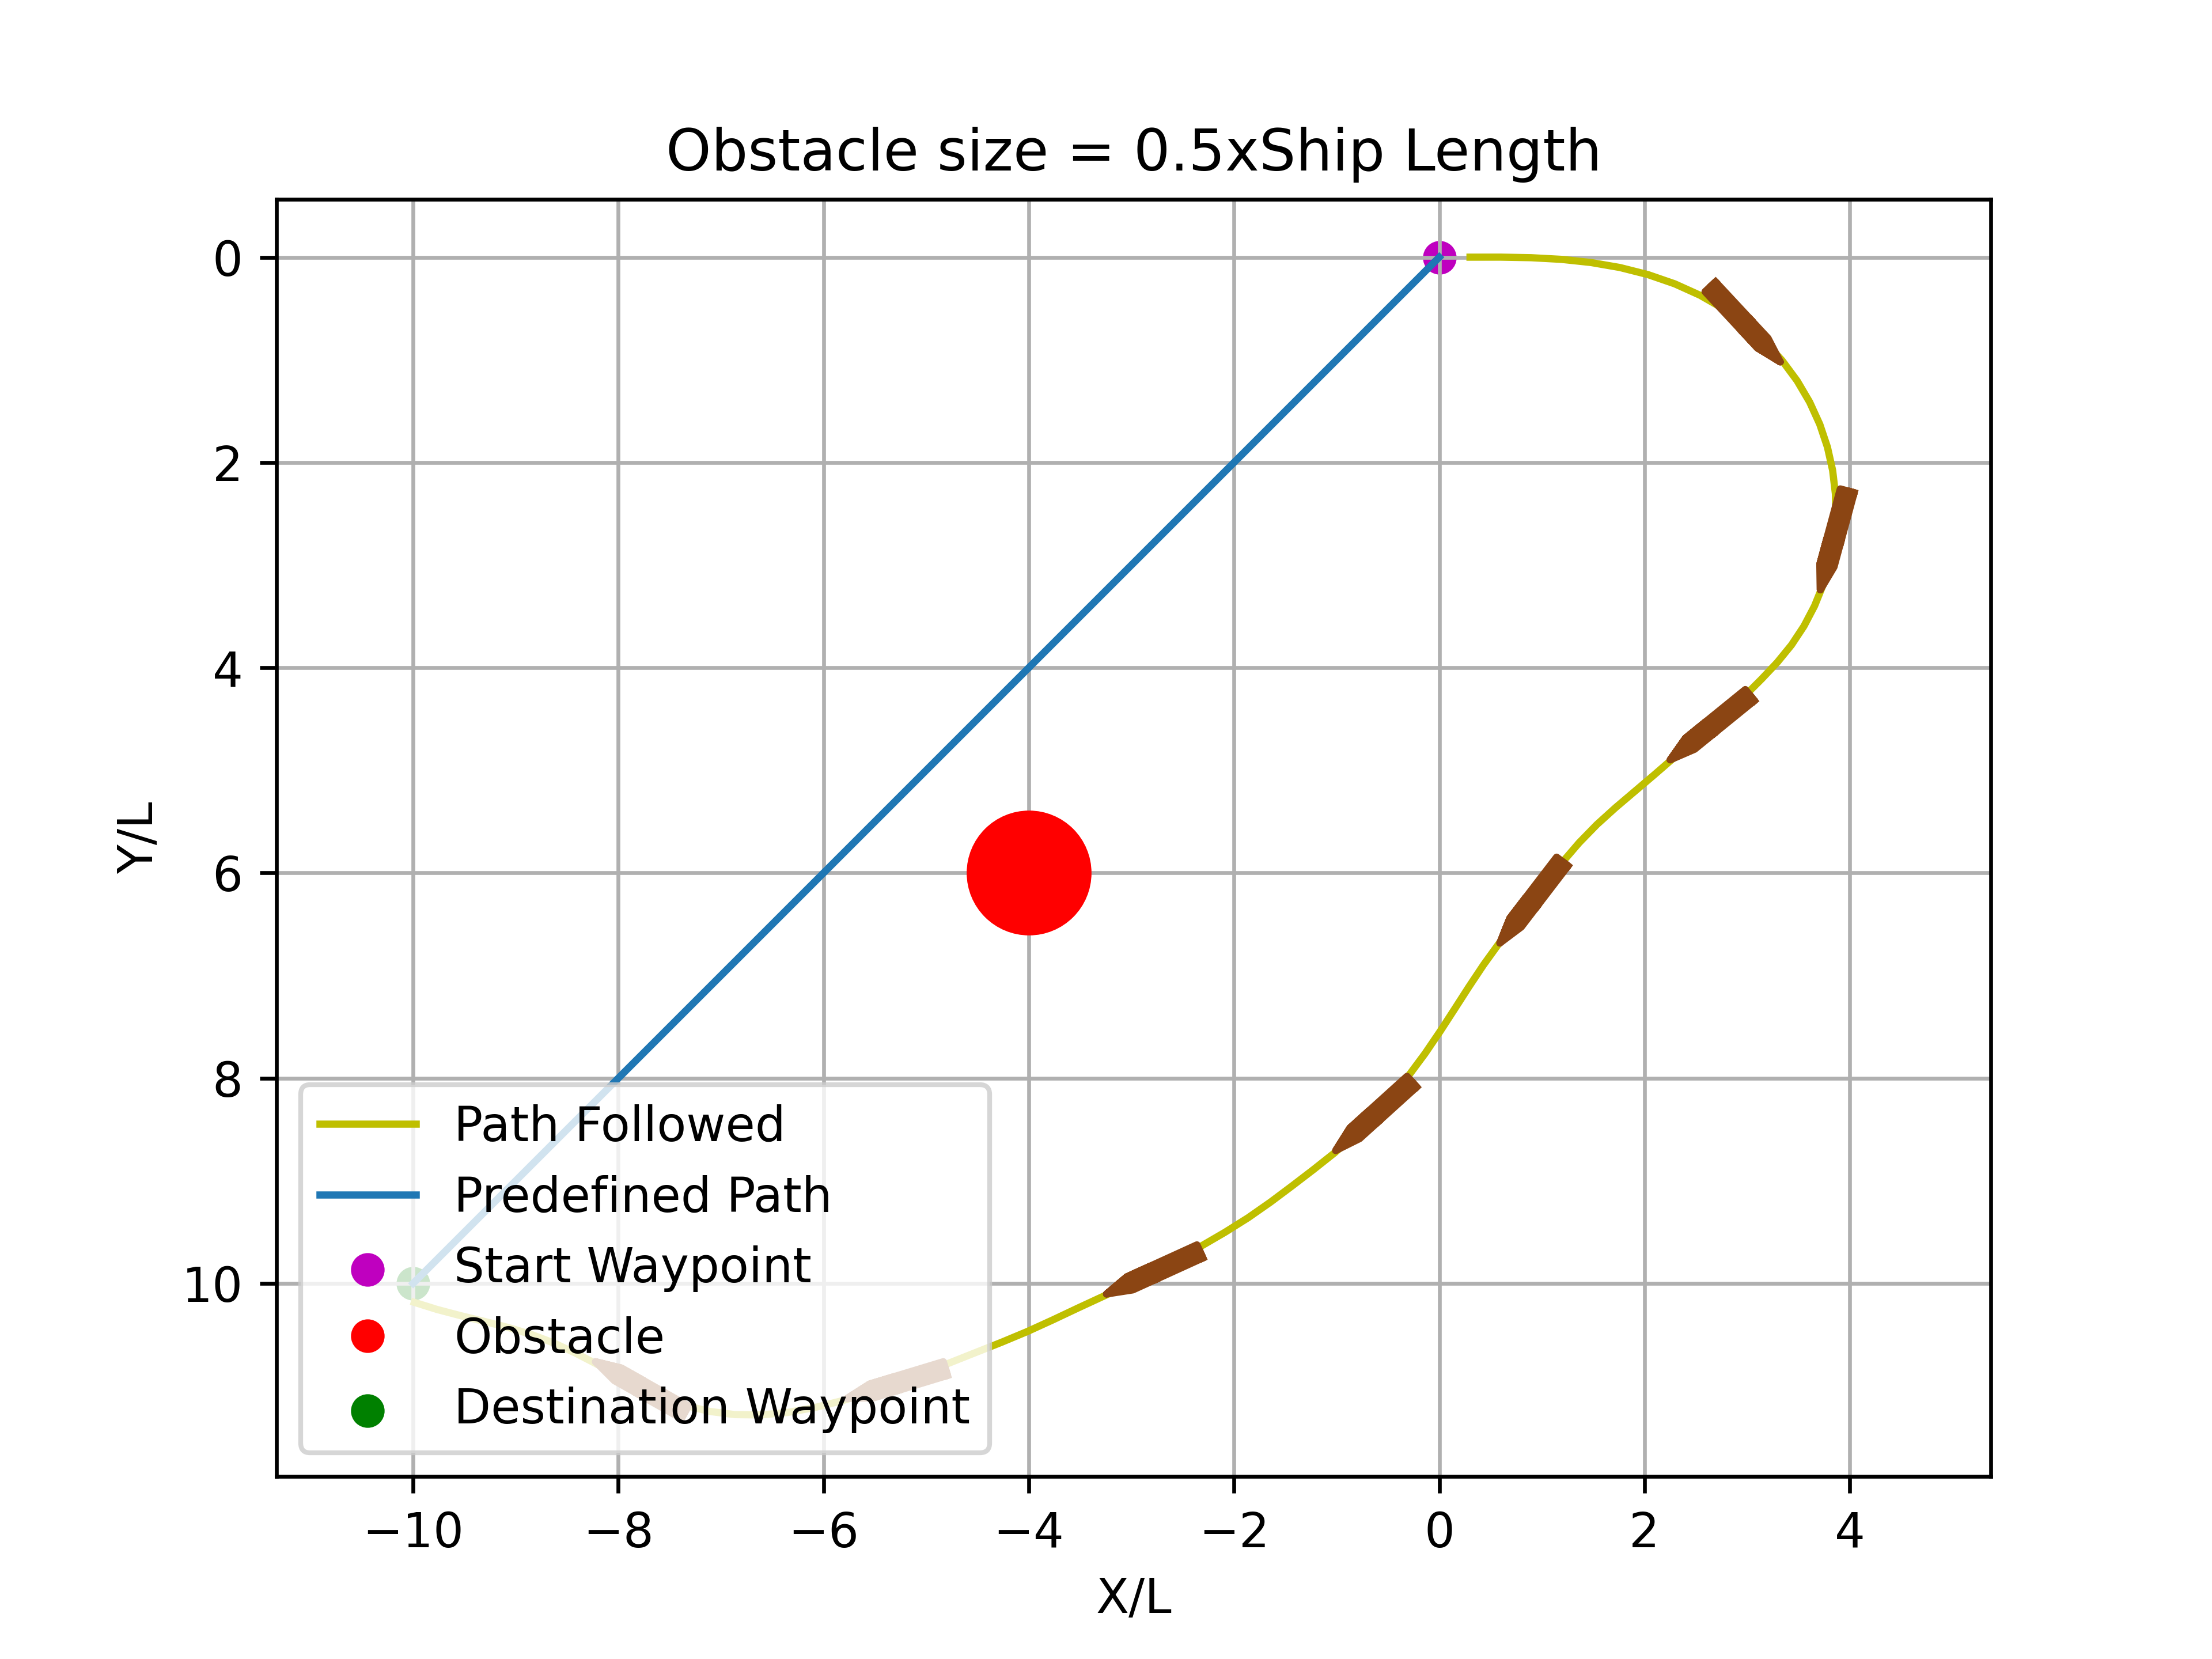 Obstacle size = 0.5xShip Length
0
2
4
6
8
10
Y/L
Path Followed
Predefined Path
Start Waypoint
Obstacle
Destination Waypoint
−10 −8 −6 −4 −2 0 2 4
X/L